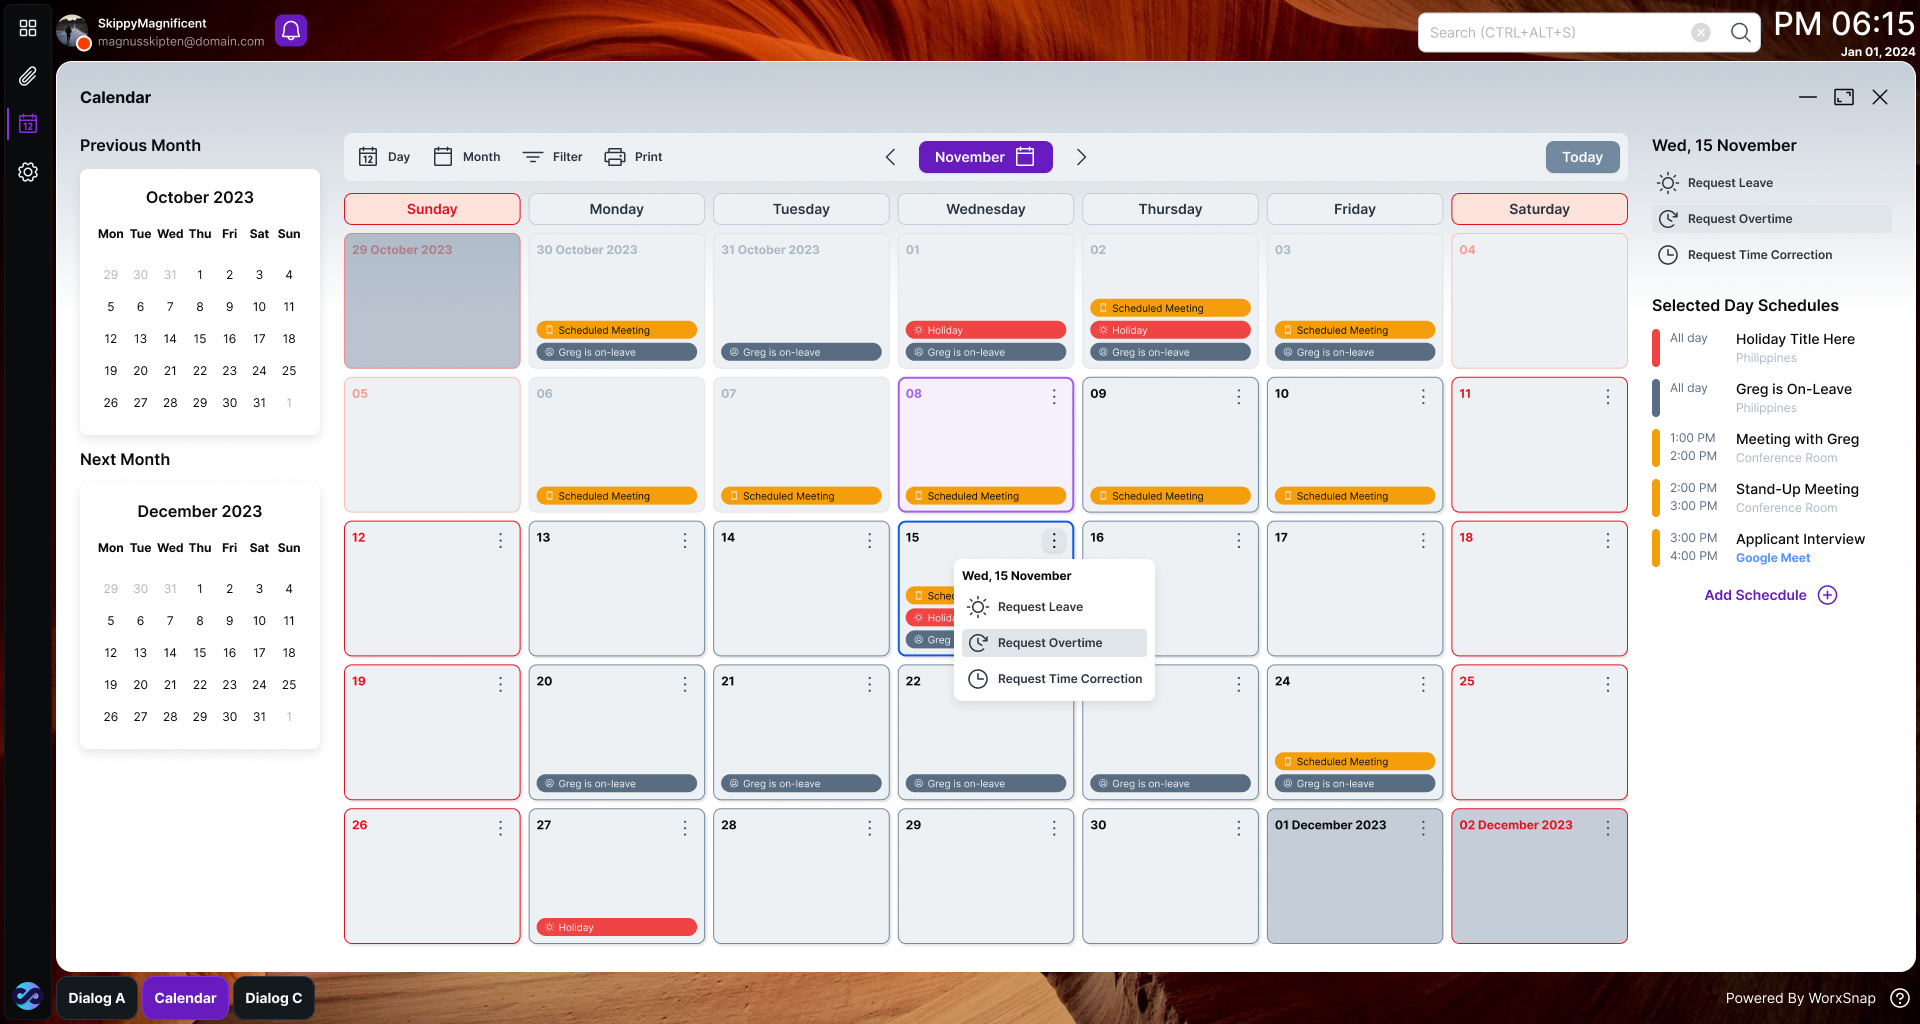 SkippyMagnificent
magnusskipten@domain.com
Search (CTRL+ALT+S)
PM 06:15
Jan 01, 2024
Calendar
12
Previous Month
October 2023
Mon Tue Wed Thu Fri Sat Sun
29 30 31 1 2 3 4
5 6 7 8 9 10 11
12 13 14 15 16 17 18
19 20 21 22 23 24 25
26 27 28 29 30 31 1
Next Month
December 2023
Mon Tue Wed Thu Fri Sat Sun
29 30 31 1 2 3 4
5 6 7 8 9 10 11
12 13 14 15 16 17 18
19 20 21 22 23 24 25
26 27 28 29 30 31 1
12 Day Month Filter Print
November
Today
Sunday Monday Tuesday Wednesday Thursday Friday Saturday
29 October 2023 30 October 2023 31 October 2023 01 02 03 04
Scheduled Meeting
Scheduled Meeting Holiday Holiday Scheduled Meeting
Greg is on-leave Greg is on-leave Greg is on-leave Greg is on-leave Greg is on-leave
05 06 07 08 09 10 11
Scheduled Meeting Scheduled Meeting Scheduled Meeting Scheduled Meeting Scheduled Meeting
12 13 14 15 16 17 18
Sched
Holid
Greg
Wed, 15 November
Request Leave
Request Overtime
Request Time Correction
19 20 21 22 24 25
Scheduled Meeting
Greg is on-leave Greg is on-leave Greg is on-leave Greg is on-leave Greg is on-leave
26 27 28 29 30 01 December 2023 02 December 2023
Holiday
Wed, 15 November
Request Leave
Request Overtime
Request Time Correction
Selected Day Schedules
All day Holiday Title Here
Philippines
All day Greg is On-Leave
Philippines
1:00 PM Meeting with Greg
2:00 PM Conference Room
2:00 PM Stand-Up Meeting
3:00 PM Conference Room
3:00 PM Applicant Interview
4:00 PM Google Meet
Add Schecdule
Dialog A Calendar Dialog C
Powered By WorxSnap